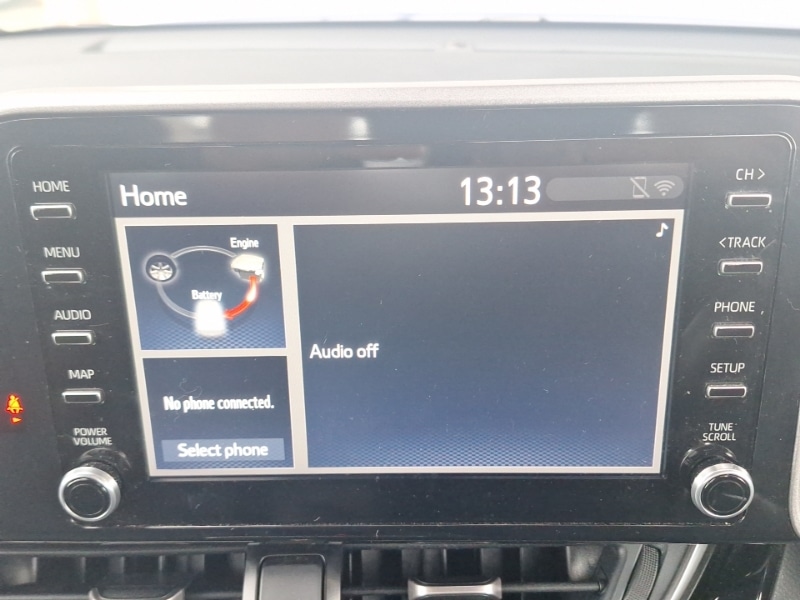 HOME
MENU
AUDIO
MAP
POWER
VOLUME
Home
13:13
Engine
Battery
No phone connected.
Select phone
Audio off
CH >
< TRACK
PHONE
SETUP
TUNE
SCROLL